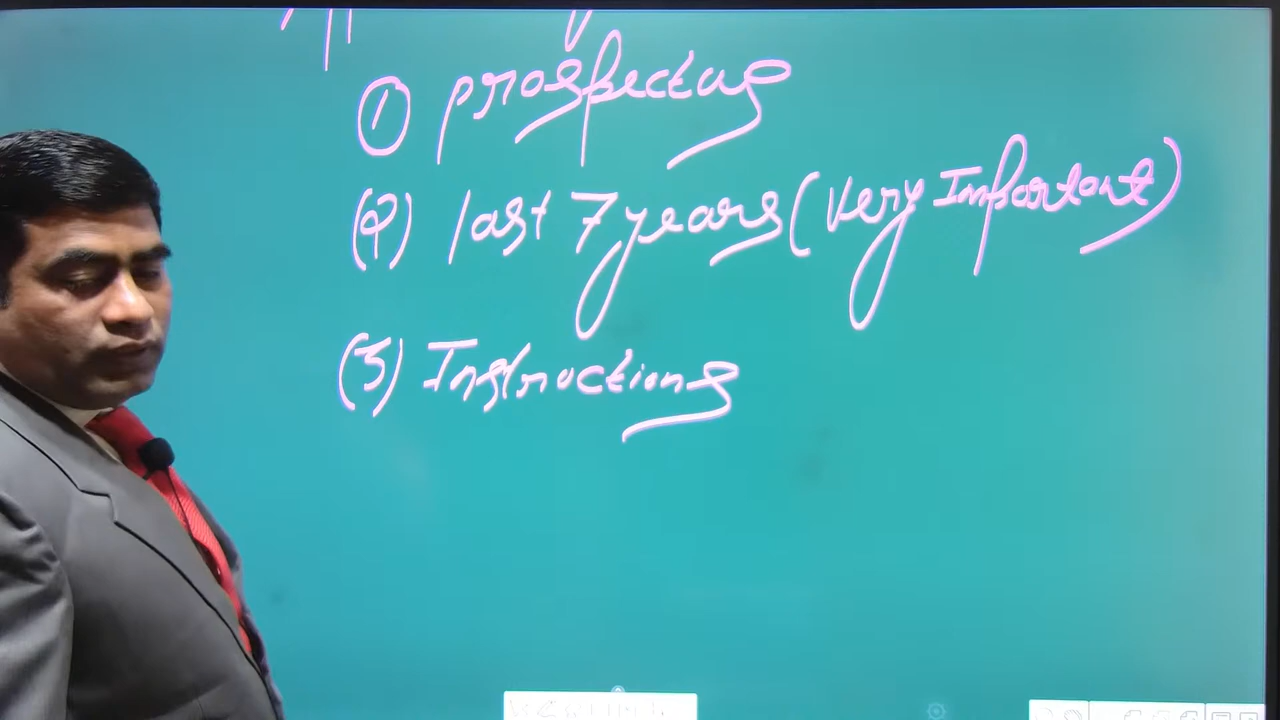 ① prospectus
(2) last 7 years (Very Important)
(3) Instructions